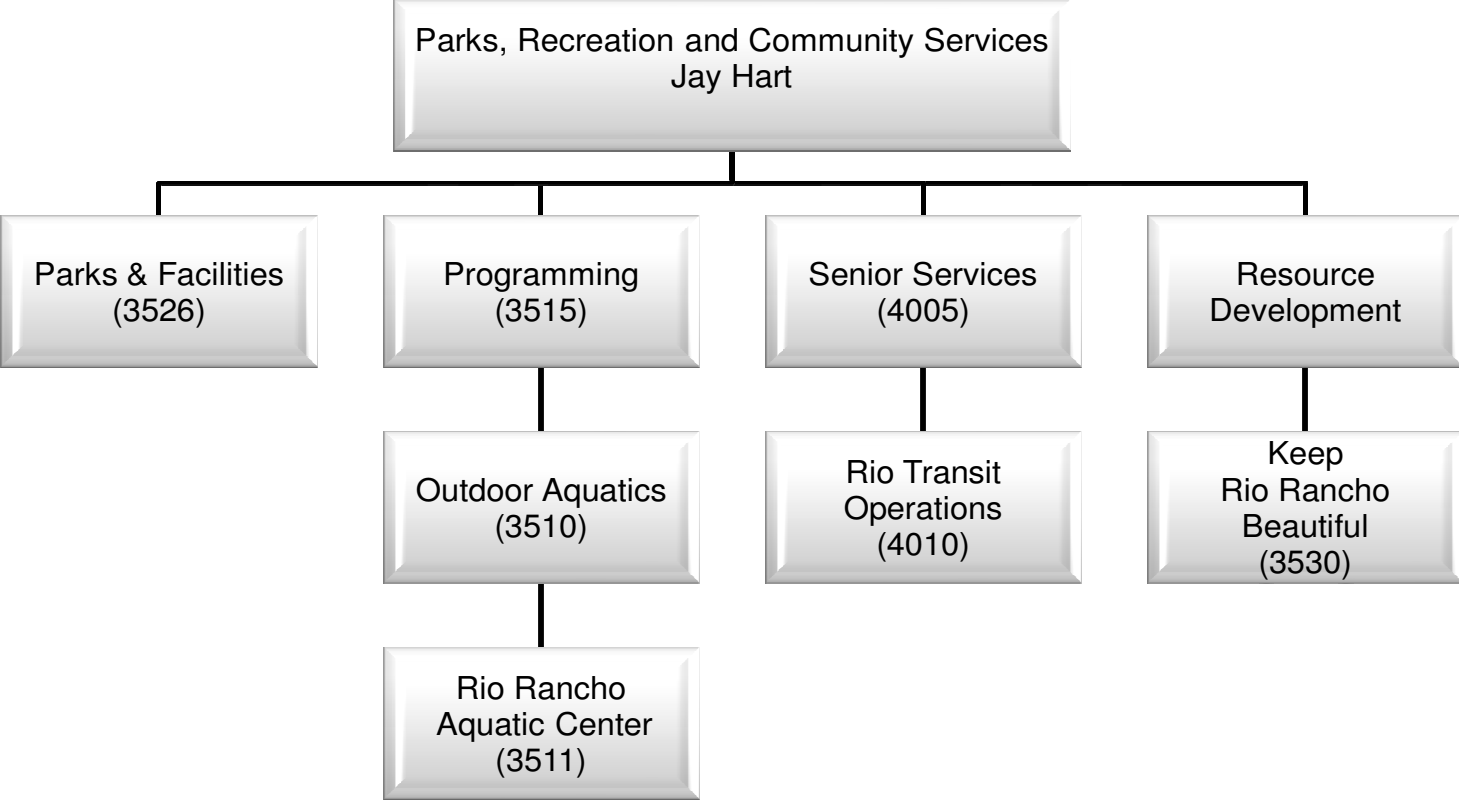 Parks, Recreation and Community Services
Jay Hart
Parks & Facilities
(3526)
Programming
(3515)
Senior Services
(4005)
Resource
Development
Outdoor Aquatics
(3510)
Rio Transit
Operations
(4010)
Keep
Rio Rancho
Beautiful
(3530)
Rio Rancho
Aquatic Center
(3511)